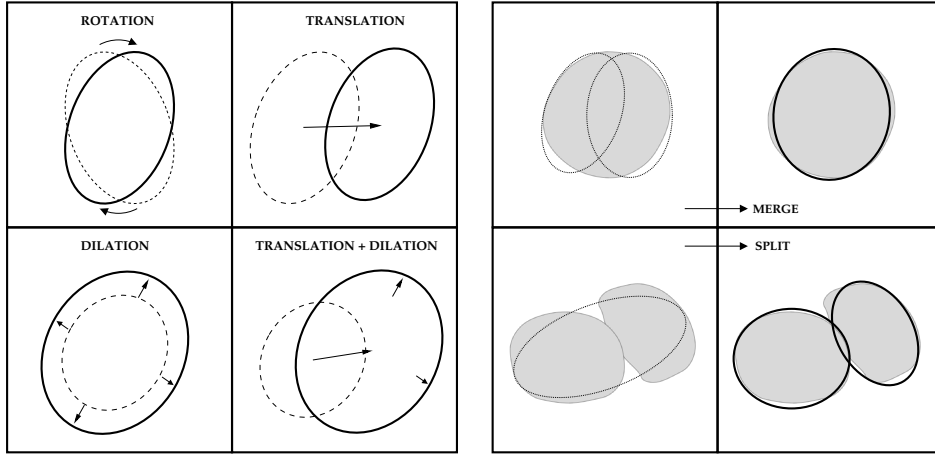 ROTATION
TRANSLATION
DILATION
TRANSLATION + DILATION
MERGE
SPLIT